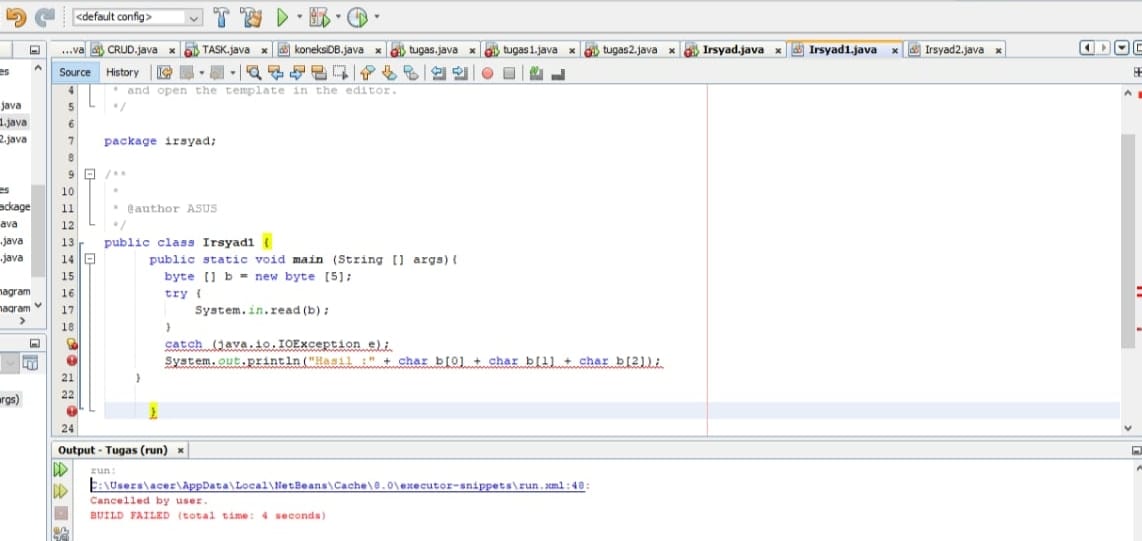 <default config>
...va CRUD.java x TASK.java x koneksiDB.java x tugas.java x tugas1.java x tugas2.java x Irsyad.java x Irsyad1.java x Irsyad2.java x
Source History
es
java
1.java
2.java
es
ackage
ava
.java
.java
agram
agram
args)
4 * and open the template in the editor.
5 */
6
7 package irsyad;
8
9 /**
10 *
11 * @author ASUS
12 */
13 public class Irsyad1 {
14 public static void main (String [] args){
15 byte [] b = new byte [5];
16 try {
17 System.in.read(b);
18 }
catch (java.io.IOException e);
System.out.println("Hasil :" + char b[0] + char b[1] + char b[2]);
21 }
22
}
24
Output - Tugas (run) x
run:
C:\Users\acer\AppData\Local\NetBeans\Cache\8.0\executor-snippets\run.xml:48:
Cancelled by user.
BUILD FAILED (total time: 4 seconds)